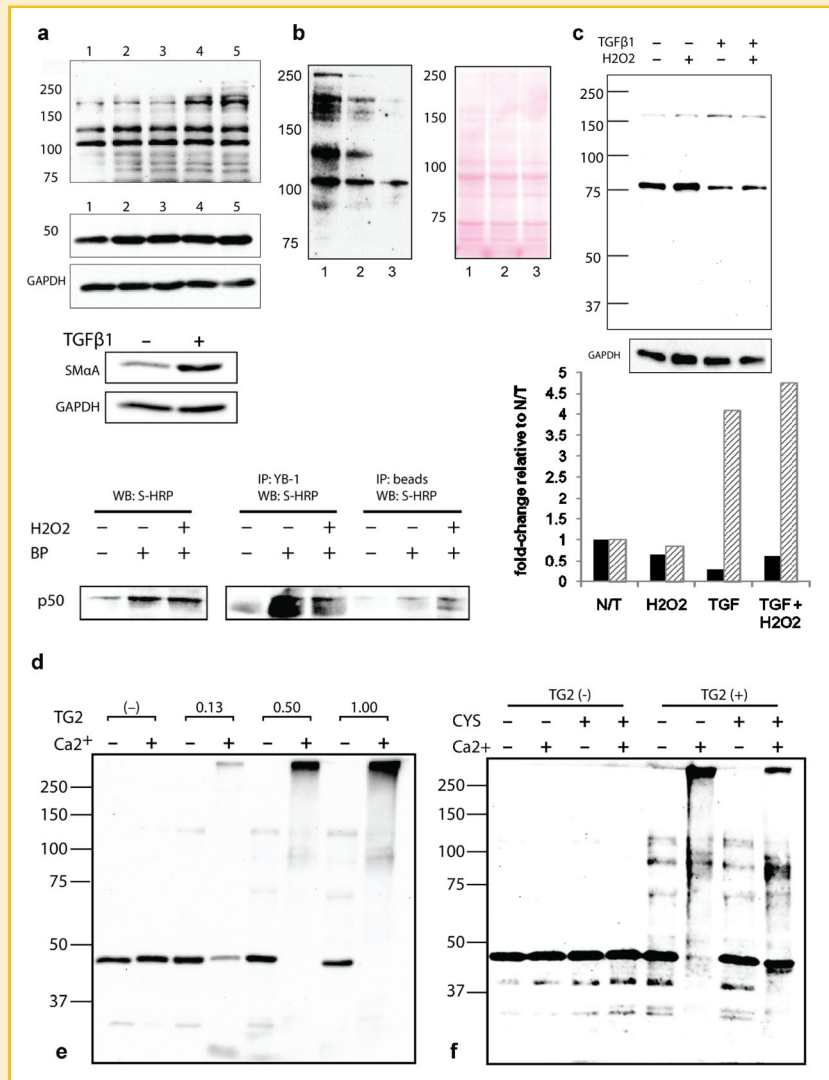 a
1 2 3 4 5
250
150
100
75
1 2 3 4 5
50
GAPDH
TGFβ1 – +
SMαA
GAPDH
b
250
150
100
75
1 2 3
250
150
100
75
1 2 3
c
TGFβ1 – – + +
H2O2 – + – +
250
150
100
75
50
37
GAPDH
fold-change relative to N/T
5
4.5
4
3.5
3
2.5
2
1.5
1
0.5
0
N/T H2O2 TGF TGF +
H2O2
WB: S-HRP
IP: YB-1
WB: S-HRP
IP: beads
WB: S-HRP
H2O2 – – + – – + – – +
BP – + + – + + – + +
p50
d
TG2 (–) 0.13 0.50 1.00
Ca2+ – + – + – + – +
250
150
100
75
50
37
e
TG2 (-) TG2 (+)
CYS – – + + – – + +
Ca2+ – + – + – + – +
250
150
100
75
50
37
f